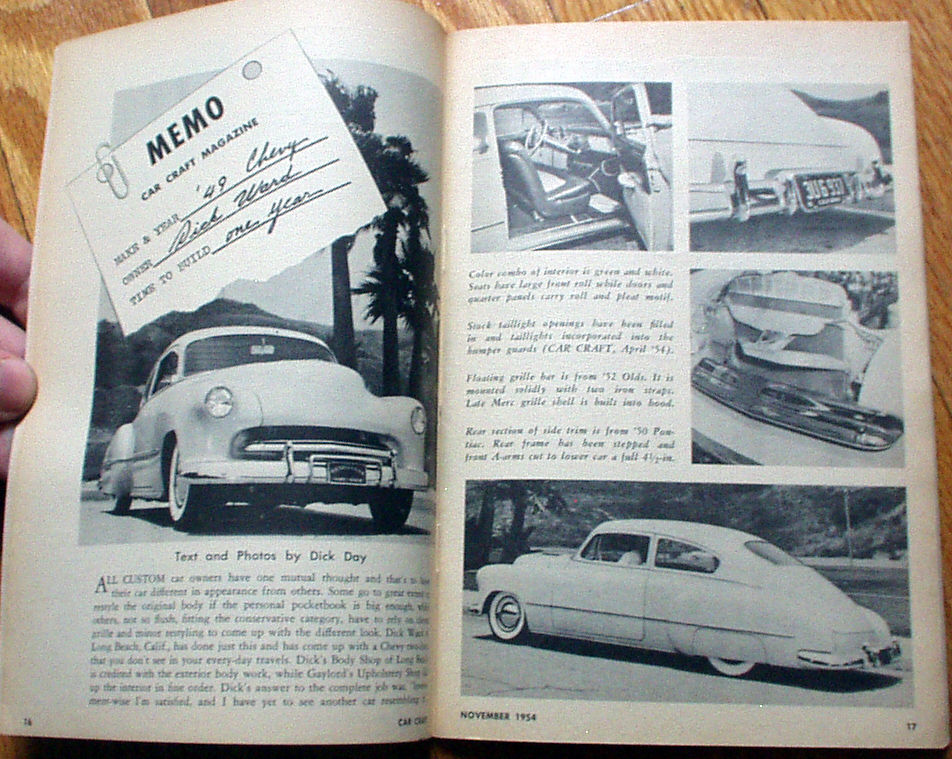 MEMO
CAR CRAFT MAGAZINE
MAKE & YEAR '49 Chevy
OWNER Dick Ward
TIME TO BUILD one year
Text and Photos by Dick Day
ALL CUSTOM car owners have one mutual thought and that's to
their car different in appearance from others. Some go to great
restyle the original body if the personal pocketbook is big enough,
others, not so flush, fitting the conservative category, have to rely on
grille and minor restyling to come up with the different look. Dick
Long Beach, Calif., has done just this and has come up with a Chevy
that you don't see in your every-day travels. Dick's Body Shop of Long
is credited with the exterior body work, while Gaylord's Upholstery Shop
up the interior in fine order. Dick's answer to the complete job was,
ment-wise I'm satisfied, and I have yet to see another car resembling
16
CAR CRAFT
Color combo of interior is green and white.
Seats have large front roll while doors and
quarter panels carry roll and pleat motif.
Stock taillight openings have been filled
in and taillights incorporated into the
bumper guards (CAR CRAFT, April '54).
Floating grille bar is from '52 Olds. It is
mounted solidly with two iron straps.
Late Merc grille shell is built into hood.
Rear section of side trim is from '50 Pon-
tiac. Rear frame has been stepped and
front A-arms cut to lower car a full 4½-in.
NOVEMBER 1954
17